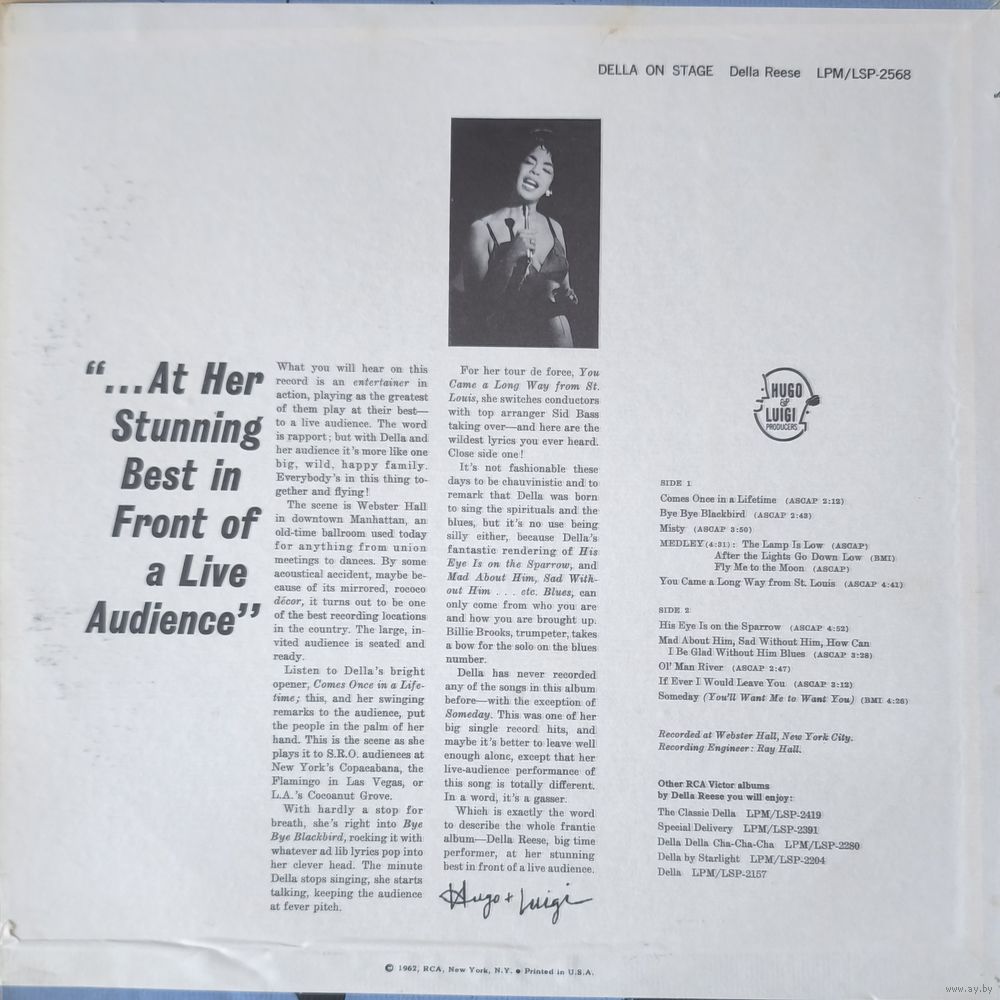 DELLA ON STAGE Della Reese LPM/LSP-2568
“...At Her
Stunning
Best in
Front of
a Live
Audience”
What you will hear on this
record is an entertainer in
action, playing as the greatest
of them play at their best—
to a live audience. The word
is rapport; but with Della and
her audience it's more like one
big, wild, happy family.
Everybody's in this thing to-
gether and flying!
The scene is Webster Hall
in downtown Manhattan, an
old-time ballroom used today
for anything from union
meetings to dances. By some
acoustical accident, maybe be-
cause of its mirrored, rococo
décor, it turns out to be one
of the best recording locations
in the country. The large, in-
vited audience is seated and
ready.
Listen to Della's bright
opener, Comes Once in a Life-
time; this, and her swinging
remarks to the audience, put
the people in the palm of her
hand. This is the scene as she
plays it to S.R.O. audiences at
New York's Copacabana, the
Flamingo in Las Vegas, or
L.A.'s Cocoanut Grove.
With hardly a stop for
breath, she's right into Bye
Bye Blackbird, rocking it with
whatever ad lib lyrics pop into
her clever head. The minute
Della stops singing, she starts
talking, keeping the audience
at fever pitch.
For her tour de force, You
Came a Long Way from St.
Louis, she switches conductors
with top arranger Sid Bass
taking over—and here are the
wildest lyrics you ever heard.
Close side one!
It's not fashionable these
days to be chauvinistic and to
remark that Della was born
to sing the spirituals and the
blues, but it's no use being
silly either, because Della's
fantastic rendering of His
Eye Is on the Sparrow, and
Mad About Him, Sad With-
out Him . . . etc. Blues, can
only come from who you are
and how you are brought up.
Billie Brooks, trumpeter, takes
a bow for the solo on the blues
number.
Della has never recorded
any of the songs in this album
before—with the exception of
Someday. This was one of her
big single record hits, and
maybe it's better to leave well
enough alone, except that her
live-audience performance of
this song is totally different.
In a word, it's a gasser.
Which is exactly the word
to describe the whole frantic
album—Della Reese, big time
performer, at her stunning
best in front of a live audience.
Hugo + Luigi
HUGO
&
LUIGI
PRODUCERS
SIDE 1
Comes Once in a Lifetime (ASCAP 2:12)
Bye Bye Blackbird (ASCAP 2:43)
Misty (ASCAP 3:50)
MEDLEY (4:31): The Lamp Is Low (ASCAP)
After the Lights Go Down Low (BMI)
Fly Me to the Moon (ASCAP)
You Came a Long Way from St. Louis (ASCAP 4:41)
SIDE 2
His Eye Is on the Sparrow (ASCAP 4:52)
Mad About Him, Sad Without Him, How Can
I Be Glad Without Him Blues (ASCAP 3:28)
Ol' Man River (ASCAP 2:47)
If Ever I Would Leave You (ASCAP 3:12)
Someday (You'll Want Me to Want You) (BMI 4:26)
Recorded at Webster Hall, New York City.
Recording Engineer: Ray Hall.
Other RCA Victor albums
by Della Reese you will enjoy:
The Classic Della LPM/LSP-2419
Special Delivery LPM/LSP-2391
Della Della Cha-Cha-Cha LPM/LSP-2280
Della by Starlight LPM/LSP-2204
Della LPM/LSP-2157
© 1962, RCA, New York, N.Y. ● Printed in U.S.A.
www.ay.by